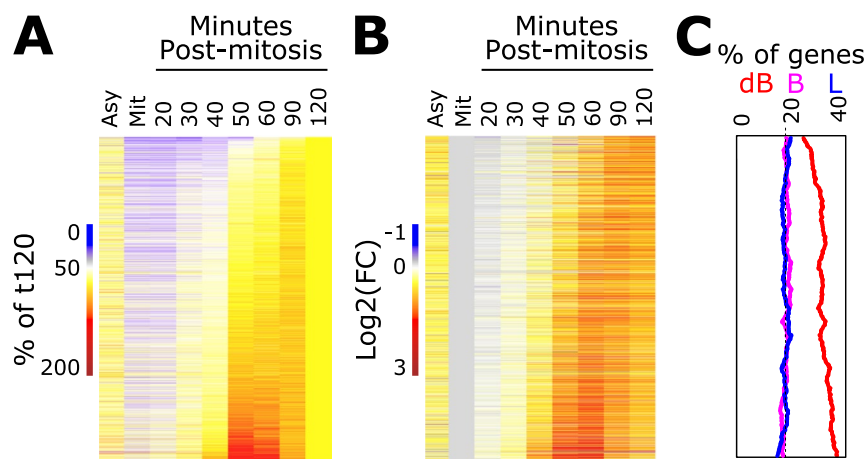 A
Minutes
Post-mitosis
Asy
Mit
20
30
40
50
60
90
120
% of t120
0
50
200
B
Minutes
Post-mitosis
Asy
Mit
20
30
40
50
60
90
120
Log2(FC)
-1
0
3
C
% of genes
dB B L
0
20
40